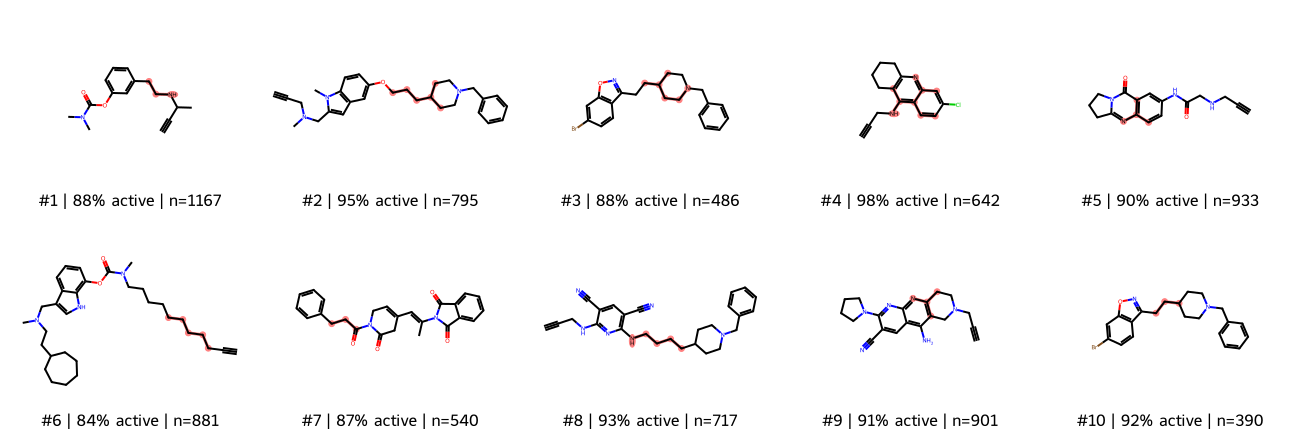 #1 | 88% active | n=1167
#2 | 95% active | n=795
#3 | 88% active | n=486
#4 | 98% active | n=642
#5 | 90% active | n=933
#6 | 84% active | n=881
#7 | 87% active | n=540
#8 | 93% active | n=717
#9 | 91% active | n=901
#10 | 92% active | n=390